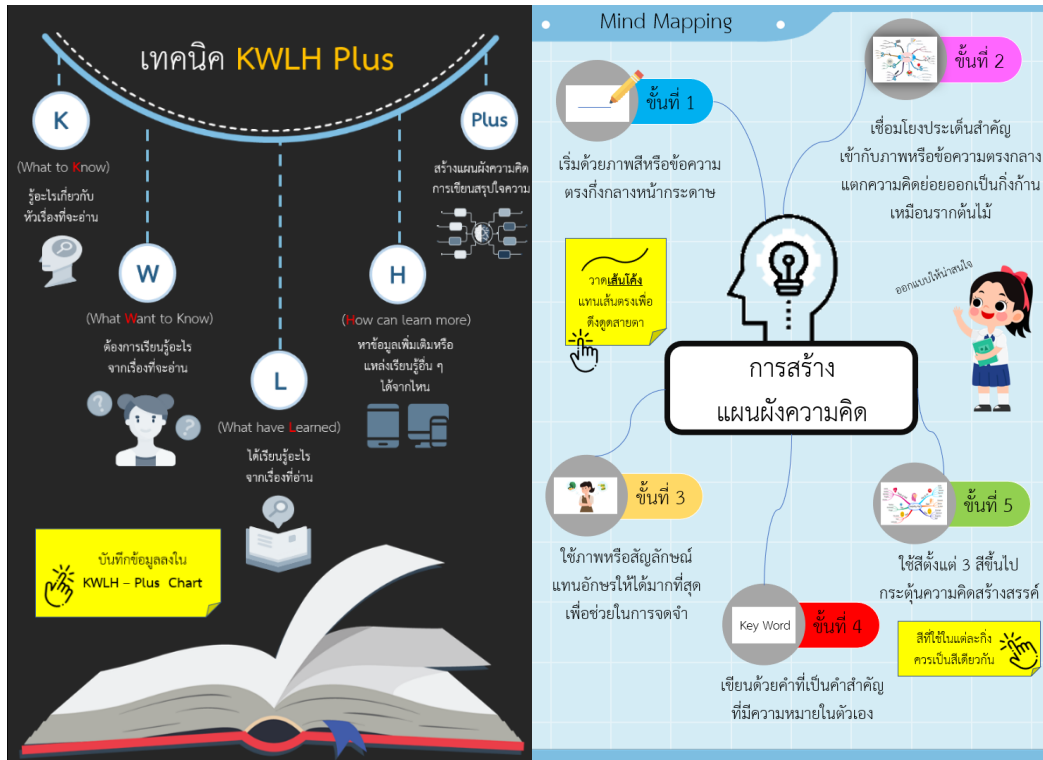 เทคนิค KWLH Plus
K
(What to Know)
รู้อะไรเกี่ยวกับ
หัวเรื่องที่จะอ่าน
W
(What Want to Know)
ต้องการเรียนรู้อะไร
จากเรื่องที่จะอ่าน
L
(What have Learned)
ได้เรียนรู้อะไร
จากเรื่องที่อ่าน
H
(How can learn more)
หาข้อมูลเพิ่มเติมหรือ
แหล่งเรียนรู้อื่น ๆ
ได้จากไหน
Plus
สร้างแผนผังความคิด
การเขียนสรุปใจความ
บันทึกข้อมูลลงใน
KWLH – Plus Chart
Mind Mapping
ขั้นที่ 1
เริ่มด้วยภาพสีหรือข้อความ
ตรงกึ่งกลางหน้ากระดาษ
ขั้นที่ 2
เชื่อมโยงประเด็นสำคัญ
เข้ากับภาพหรือข้อความตรงกลาง
แตกความคิดย่อยออกเป็นกิ่งก้าน
เหมือนรากต้นไม้
วาดเส้นโค้ง
แทนเส้นตรงเพื่อ
ดึงดูดสายตา
ออกแบบให้น่าสนใจ
การสร้าง
แผนผังความคิด
ขั้นที่ 3
ใช้ภาพหรือสัญลักษณ์
แทนอักษรให้ได้มากที่สุด
เพื่อช่วยในการจดจำ
Key Word
ขั้นที่ 4
เขียนด้วยคำที่เป็นคำสำคัญ
ที่มีความหมายในตัวเอง
ขั้นที่ 5
ใช้สีตั้งแต่ 3 สีขึ้นไป
กระตุ้นความคิดสร้างสรรค์
สีที่ใช้ในแต่ละกิ่ง
ควรเป็นสีเดียวกัน